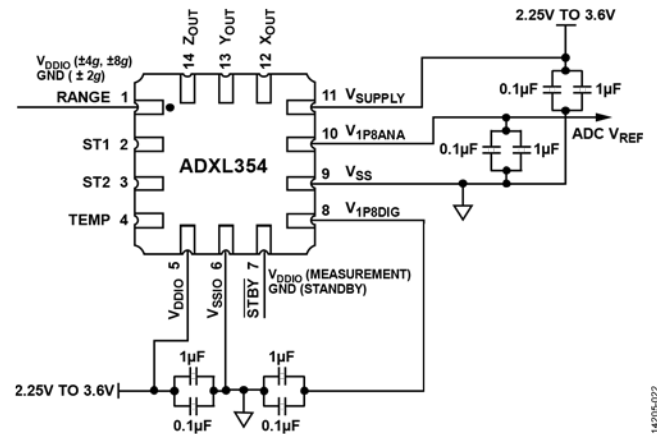 2.25V TO 3.6V
VDDIO (±4g, ±8g)
GND (± 2g)
RANGE 1
ST1 2
ST2 3
TEMP 4
14 ZOUT
13 YOUT
12 XOUT
ADXL354
11 VSUPPLY
10 V1P8ANA
9 VSS
8 V1P8DIG
0.1µF
1µF
ADC VREF
0.1µF
1µF
VDDIO 5
VSSIO 6
STBY 7
VDDIO (MEASUREMENT)
GND (STANDBY)
2.25V TO 3.6V
1µF
0.1µF
1µF
0.1µF
14205-022